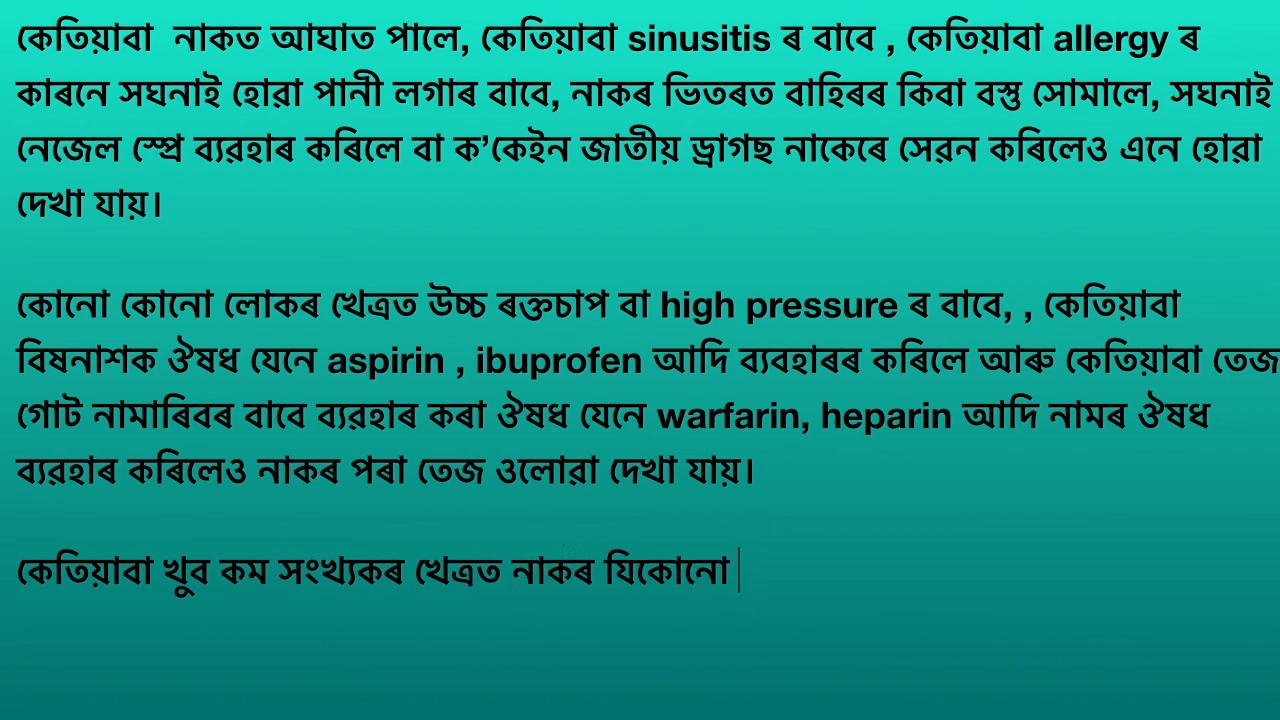 কেতিয়াবা  নাকত আঘাত পালে, কেতিয়াবা sinusitis ৰ বাবে , কেতিয়াবা allergy ৰ
কাৰনে সঘনাই হোৱা পানী লগাৰ বাবে, নাকৰ ভিতৰত বাহিৰৰ কিবা বস্তু সোমালে, সঘনাই
নেজেল স্প্ৰে ব্যৱহাৰ কৰিলে বা ক’কেইন জাতীয় ড্ৰাগছ নাকেৰে সেৱন কৰিলেও এনে হোৱা
দেখা যায়।
কোনো কোনো লোকৰ খেত্ৰত উচ্চ ৰক্তচাপ বা high pressure ৰ বাবে, , কেতিয়াবা
বিষনাশক ঔষধ যেনে aspirin , ibuprofen আদি ব্যবহাৰৰ কৰিলে আৰু কেতিয়াবা তেজ
গোট নামাৰিবৰ বাবে ব্যৱহাৰ কৰা ঔষধ যেনে warfarin, heparin আদি নামৰ ঔষধ
ব্যৱহাৰ কৰিলেও নাকৰ পৰা তেজ ওলোৱা দেখা যায়।
কেতিয়াবা খুব কম সংখ্যকৰ খেত্ৰত নাকৰ যিকোনো